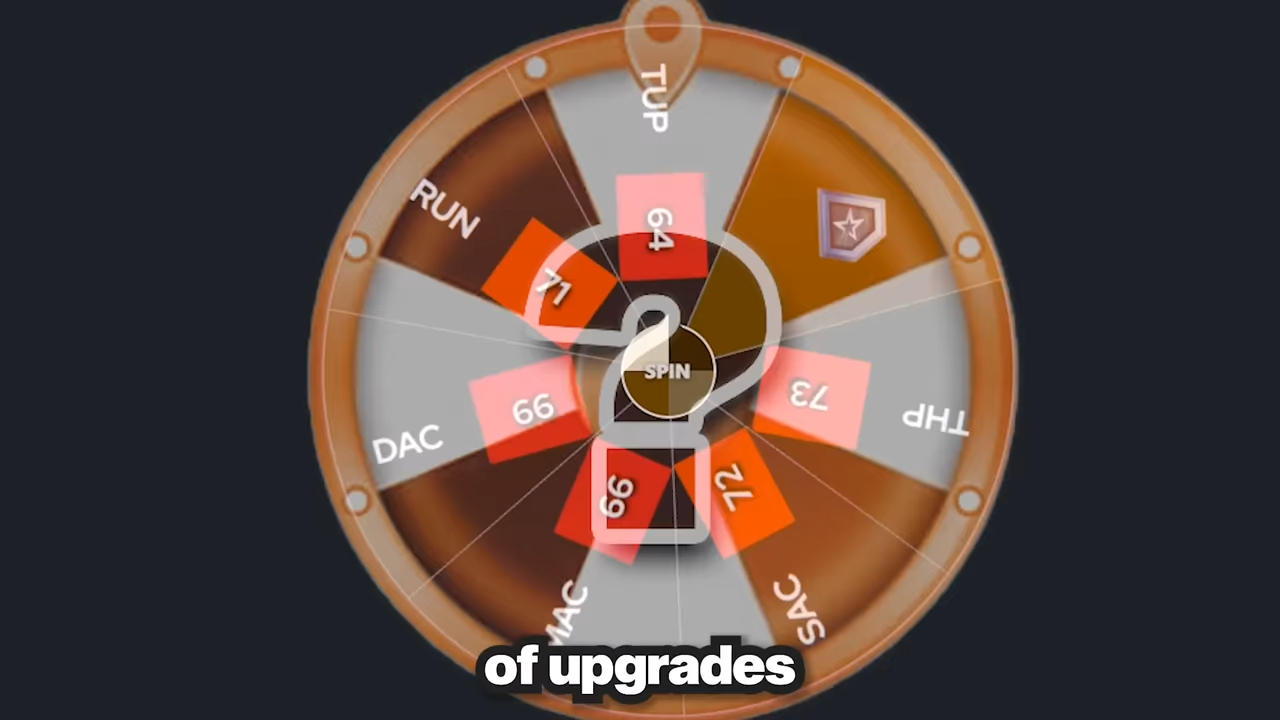 TUP
64
RUN
71
DAC
66
MAC
66
SAC
72
THP
73
SPIN
of upgrades